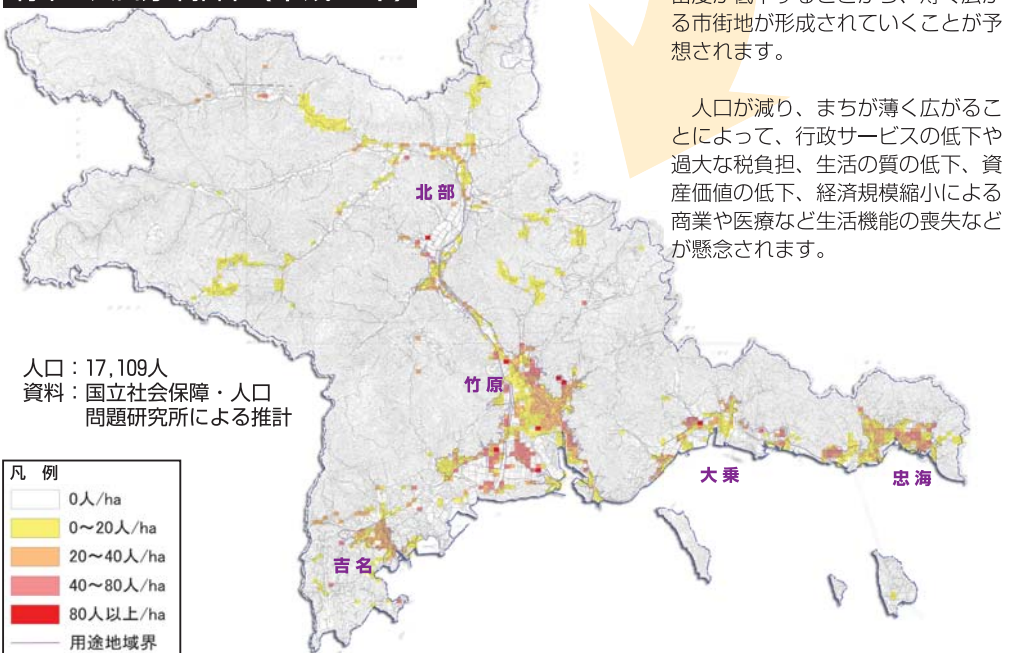 る市街地が形成されていくことが予
想されます。
人口が減り、まちが薄く広がるこ
とによって、行政サービスの低下や
過大な税負担、生活の質の低下、資
産価値の低下、経済規模縮小による
商業や医療など生活機能の喪失など
が懸念されます。
北部
竹原
大乗
忠海
吉名
人口：17,109人
資料：国立社会保障・人口
問題研究所による推計
凡 例
0人/ha
0～20人/ha
20～40人/ha
40～80人/ha
80人以上/ha
用途地域界